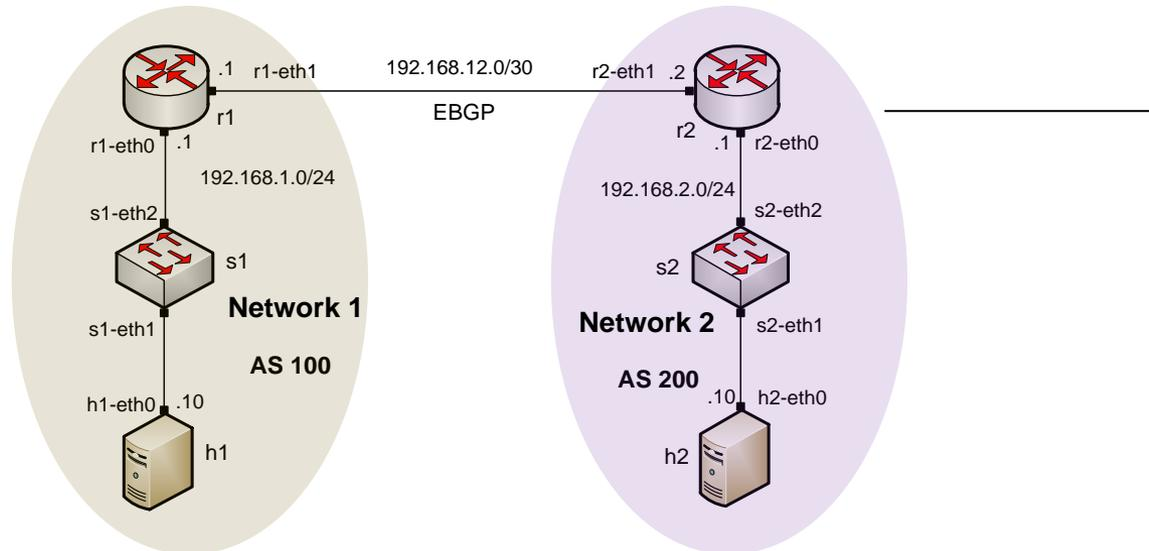 .1 r1-eth1 192.168.12.0/30 r2-eth1 .2
EBGP
r1
r2
r1-eth0 .1
.1 r2-eth0
192.168.1.0/24
192.168.2.0/24
s1-eth2
s2-eth2
s1
s2
Network 1
Network 2
s1-eth1
s2-eth1
AS 100
AS 200
h1-eth0 .10
.10 h2-eth0
h1
h2